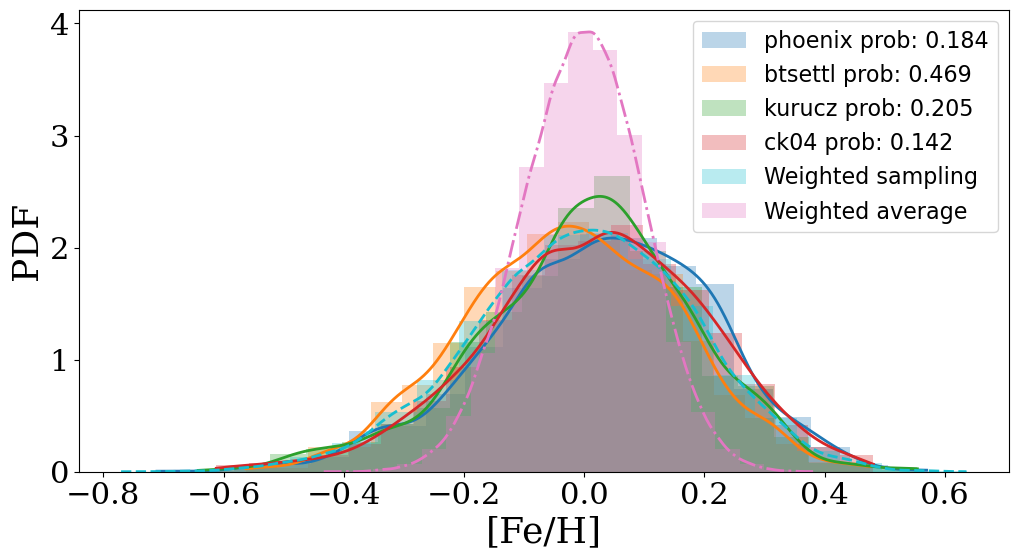 4
3
2
1
0
PDF
phoenix prob: 0.184
btsettl prob: 0.469
kurucz prob: 0.205
ck04 prob: 0.142
Weighted sampling
Weighted average
−0.8 −0.6 −0.4 −0.2 0.0 0.2 0.4 0.6
[Fe/H]